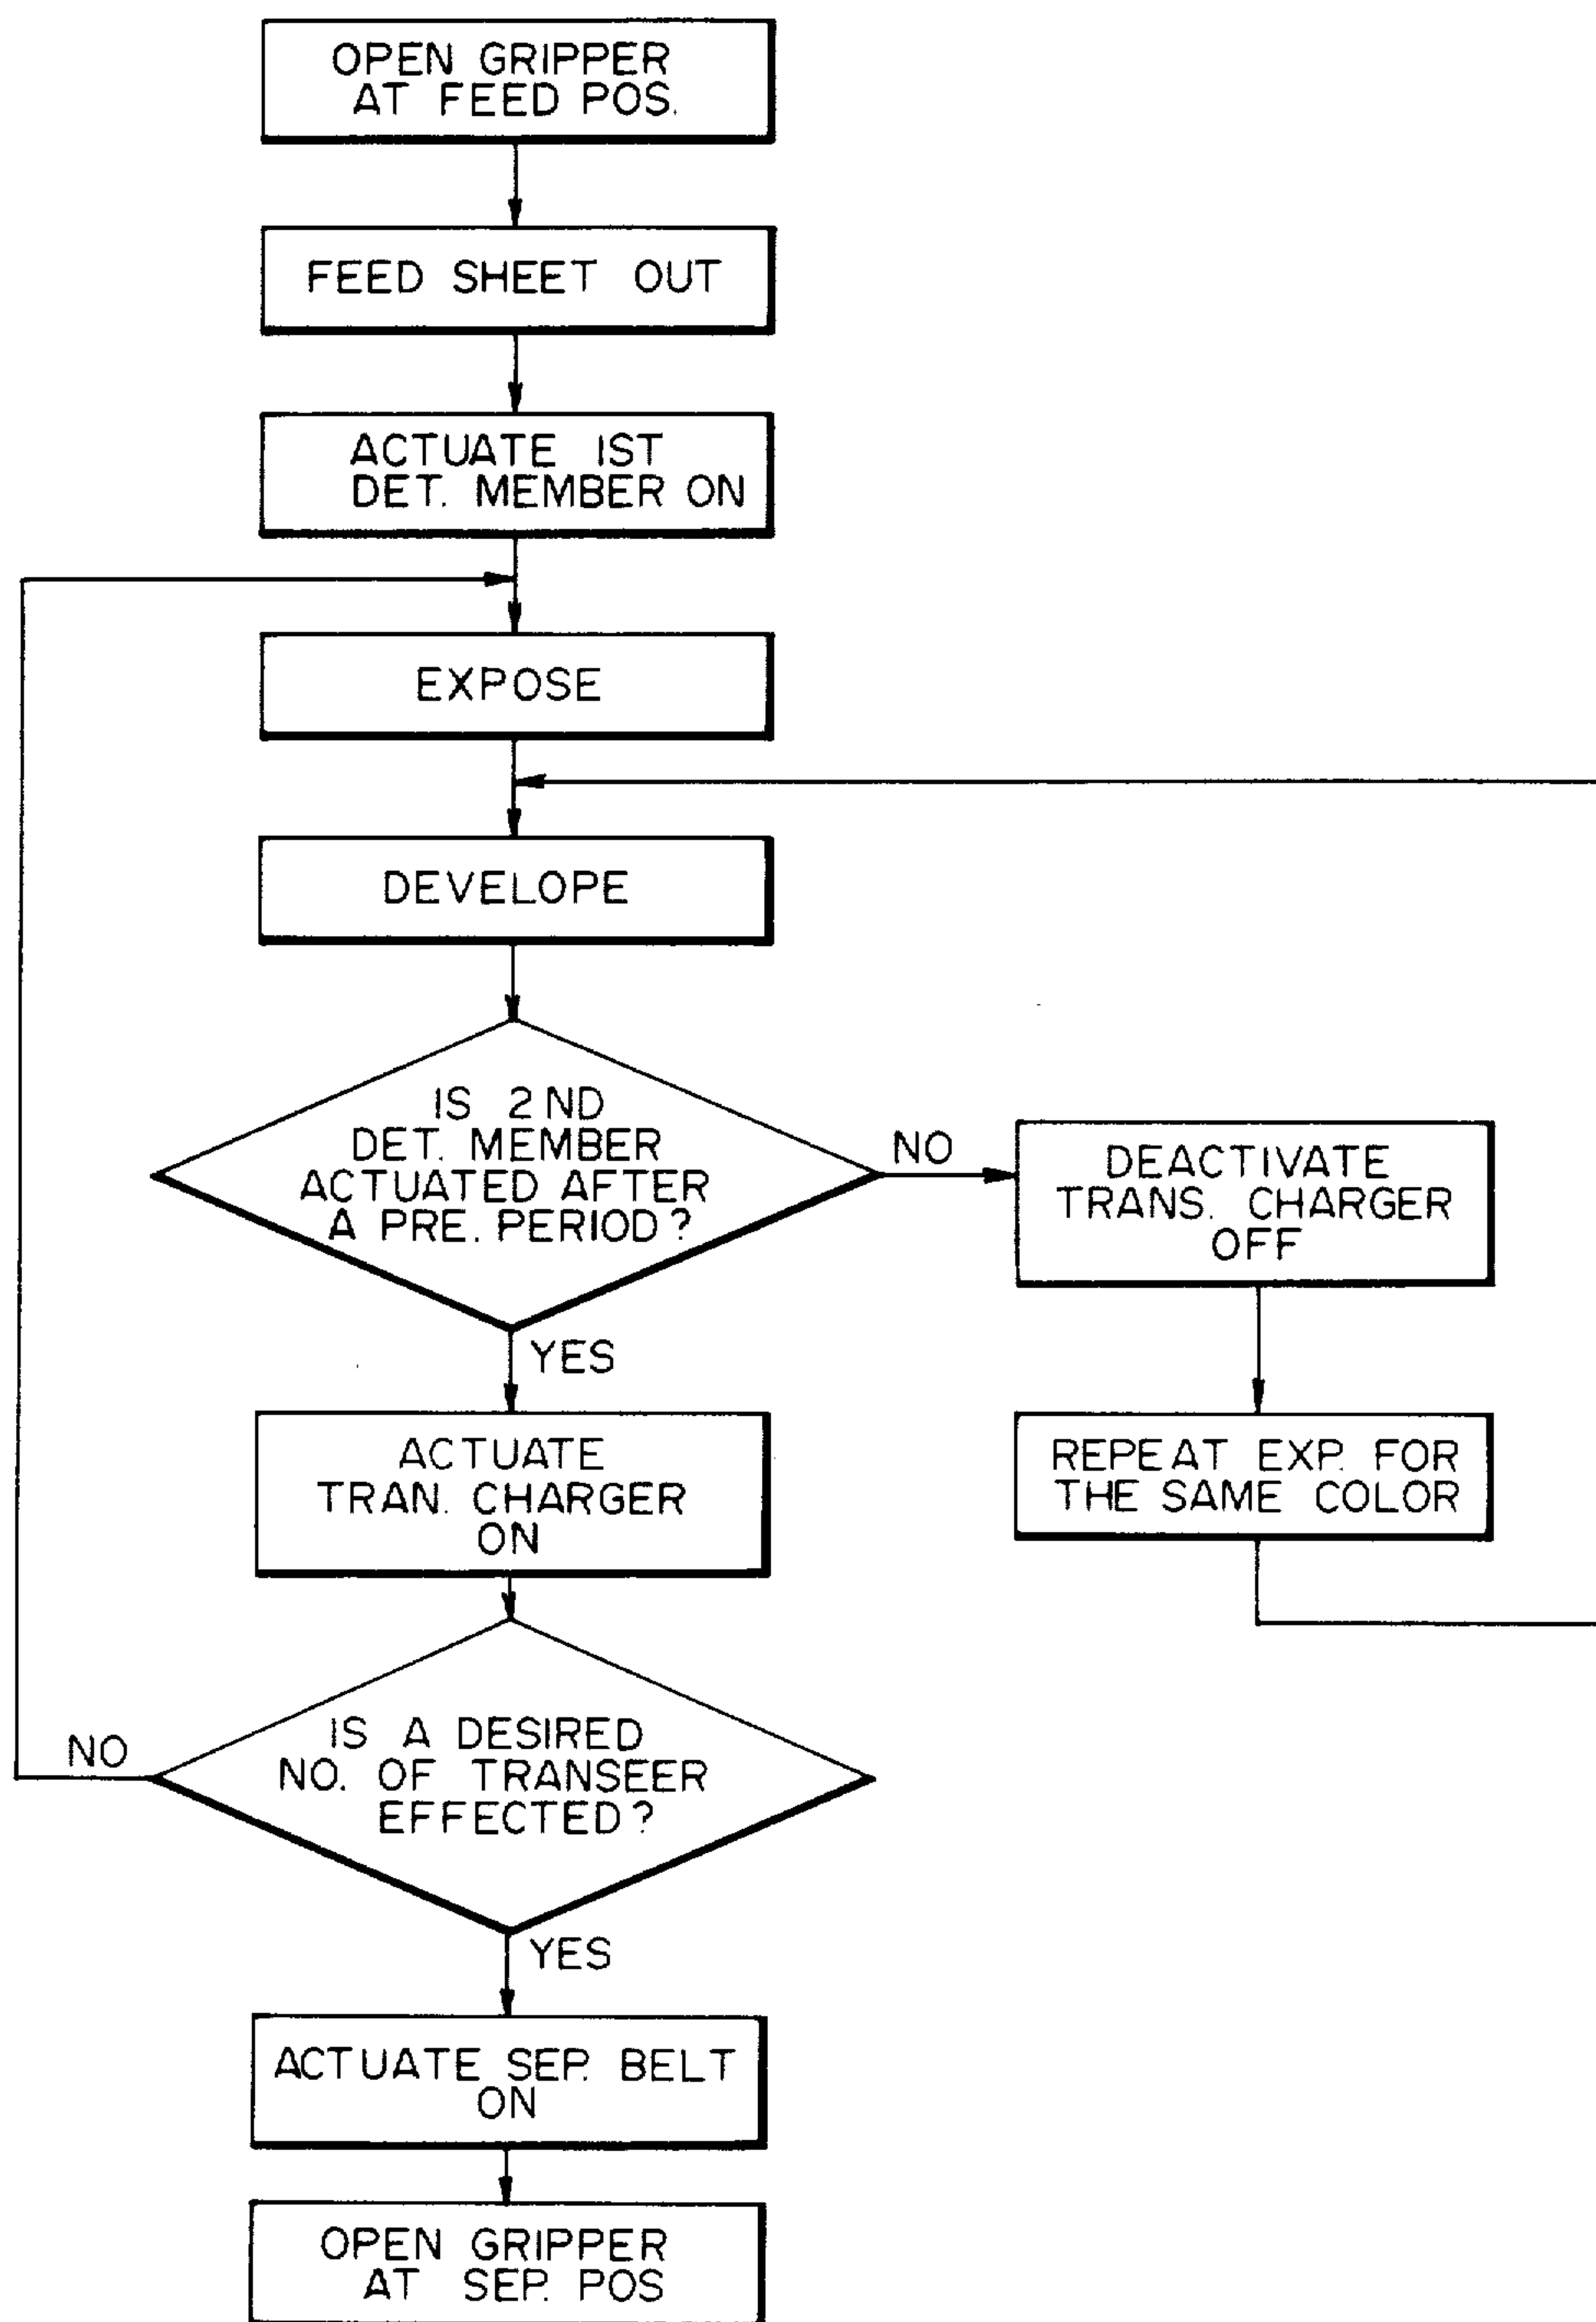 OPEN GRIPPER
AT FEED POS.
FEED SHEET OUT
ACTUATE 1ST
DET. MEMBER ON
EXPOSE
DEVELOPE
IS 2ND
DET. MEMBER
ACTUATED AFTER
A PRE. PERIOD?
NO
DEACTIVATE
TRANS. CHARGER
OFF
YES
ACTUATE
TRAN. CHARGER
ON
REPEAT EXP. FOR
THE SAME COLOR
IS A DESIRED
NO. OF TRANSEER
EFFECTED?
NO
YES
ACTUATE SEP. BELT
ON
OPEN GRIPPER
AT SEP. POS